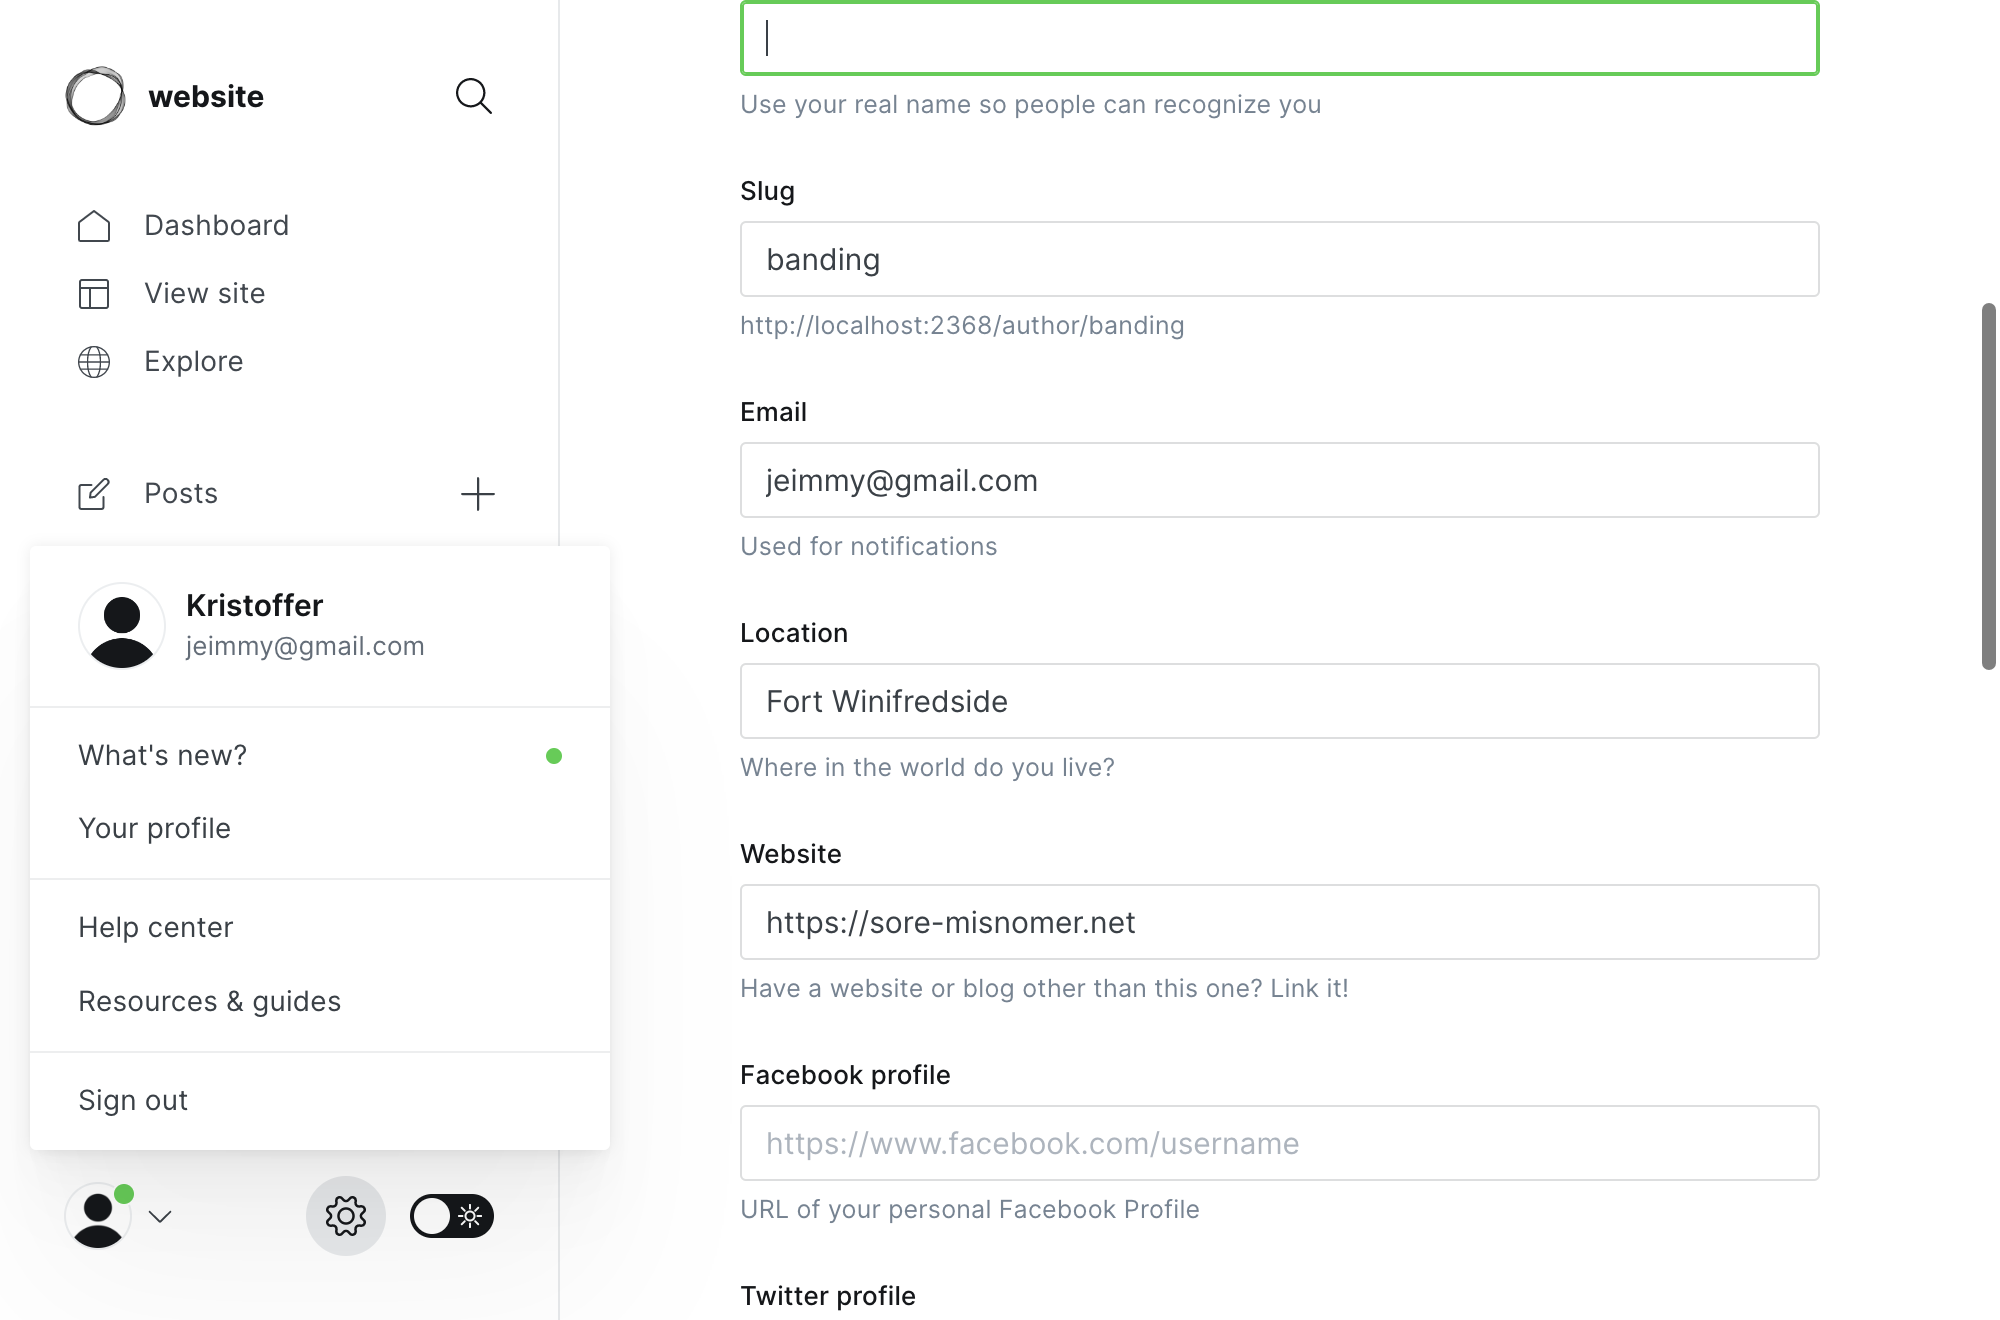 website
Dashboard
View site
Explore
Posts
Kristoffer
jeimmy@gmail.com
What's new?
Your profile
Help center
Resources & guides
Sign out
Use your real name so people can recognize you
Slug
banding
http://localhost:2368/author/banding
Email
jeimmy@gmail.com
Used for notifications
Location
Fort Winifredside
Where in the world do you live?
Website
https://sore-misnomer.net
Have a website or blog other than this one? Link it!
Facebook profile
https://www.facebook.com/username
URL of your personal Facebook Profile
Twitter profile